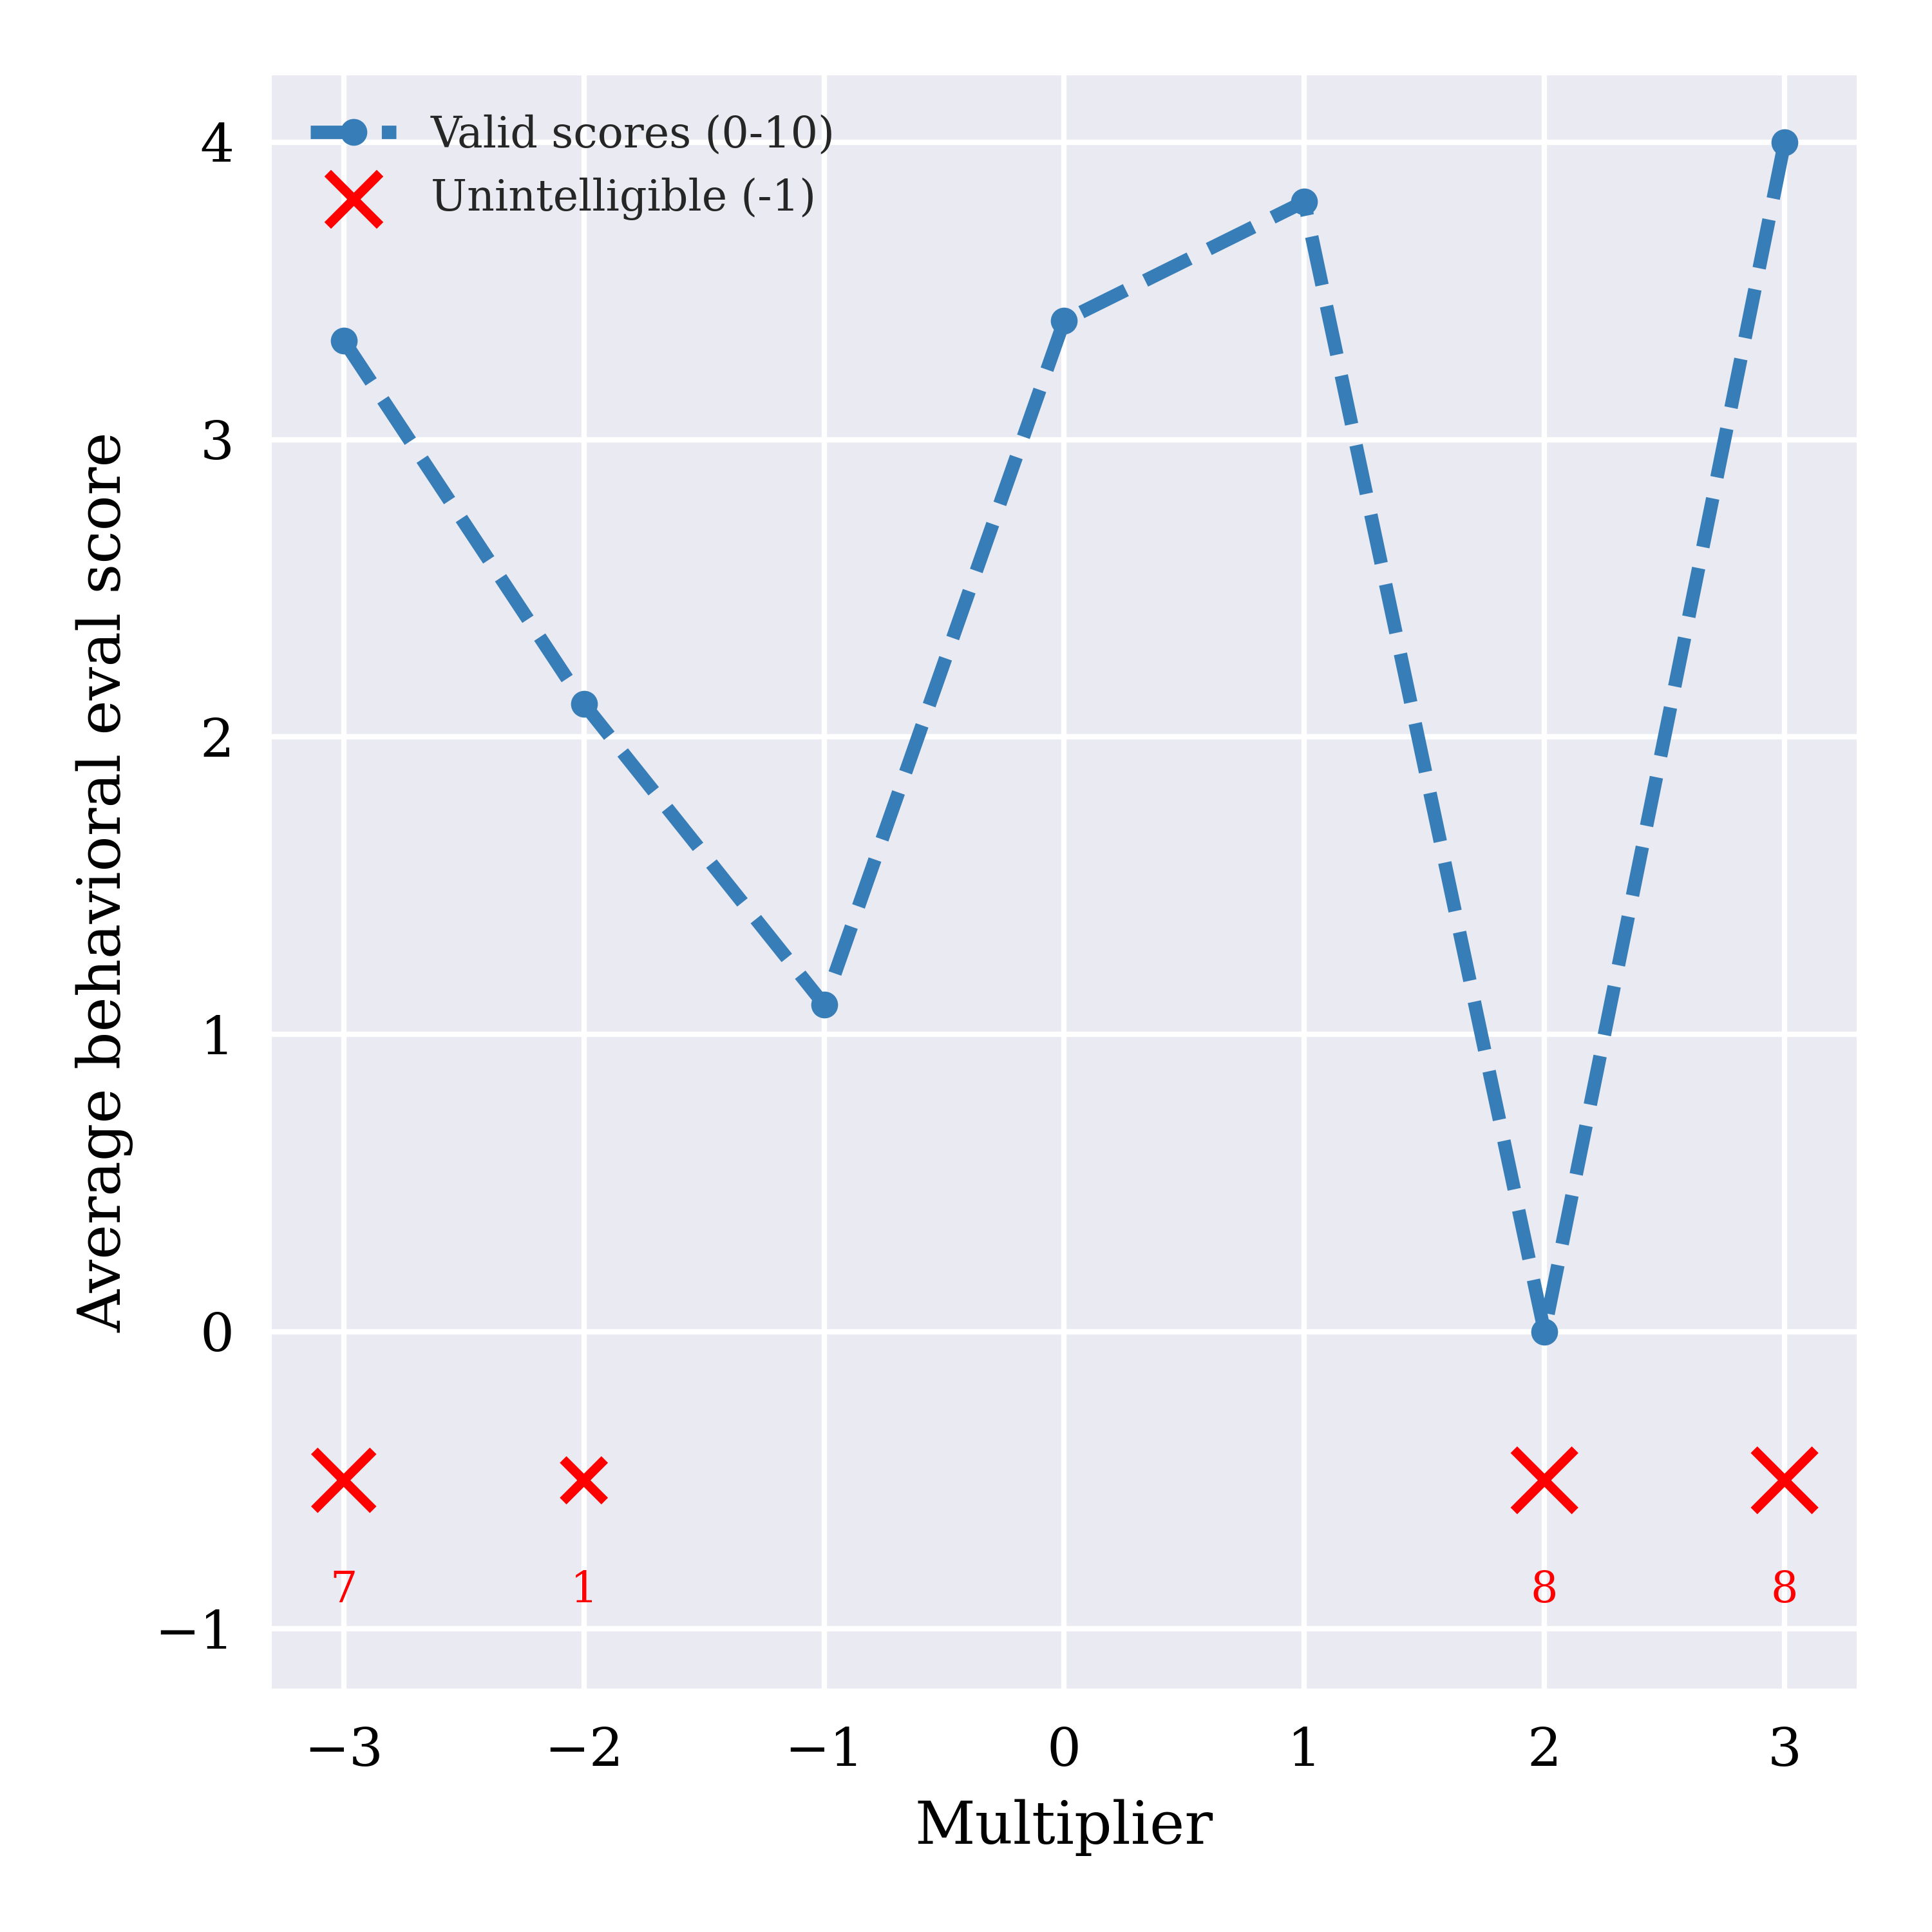 Valid scores (0-10)
Unintelligible (-1)
Average behavioral eval score
4
3
2
1
0
−1
7 1 8 8
−3 −2 −1 0 1 2 3
Multiplier